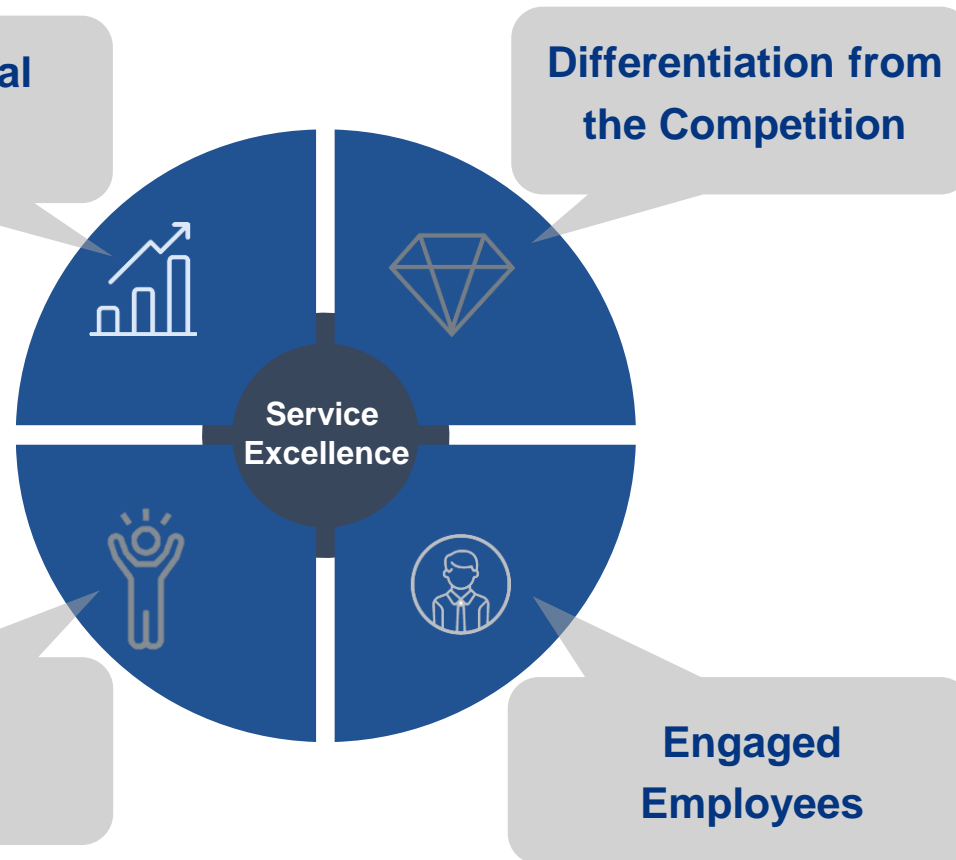 al
Differentiation from
the Competition
Service
Excellence
Engaged
Employees